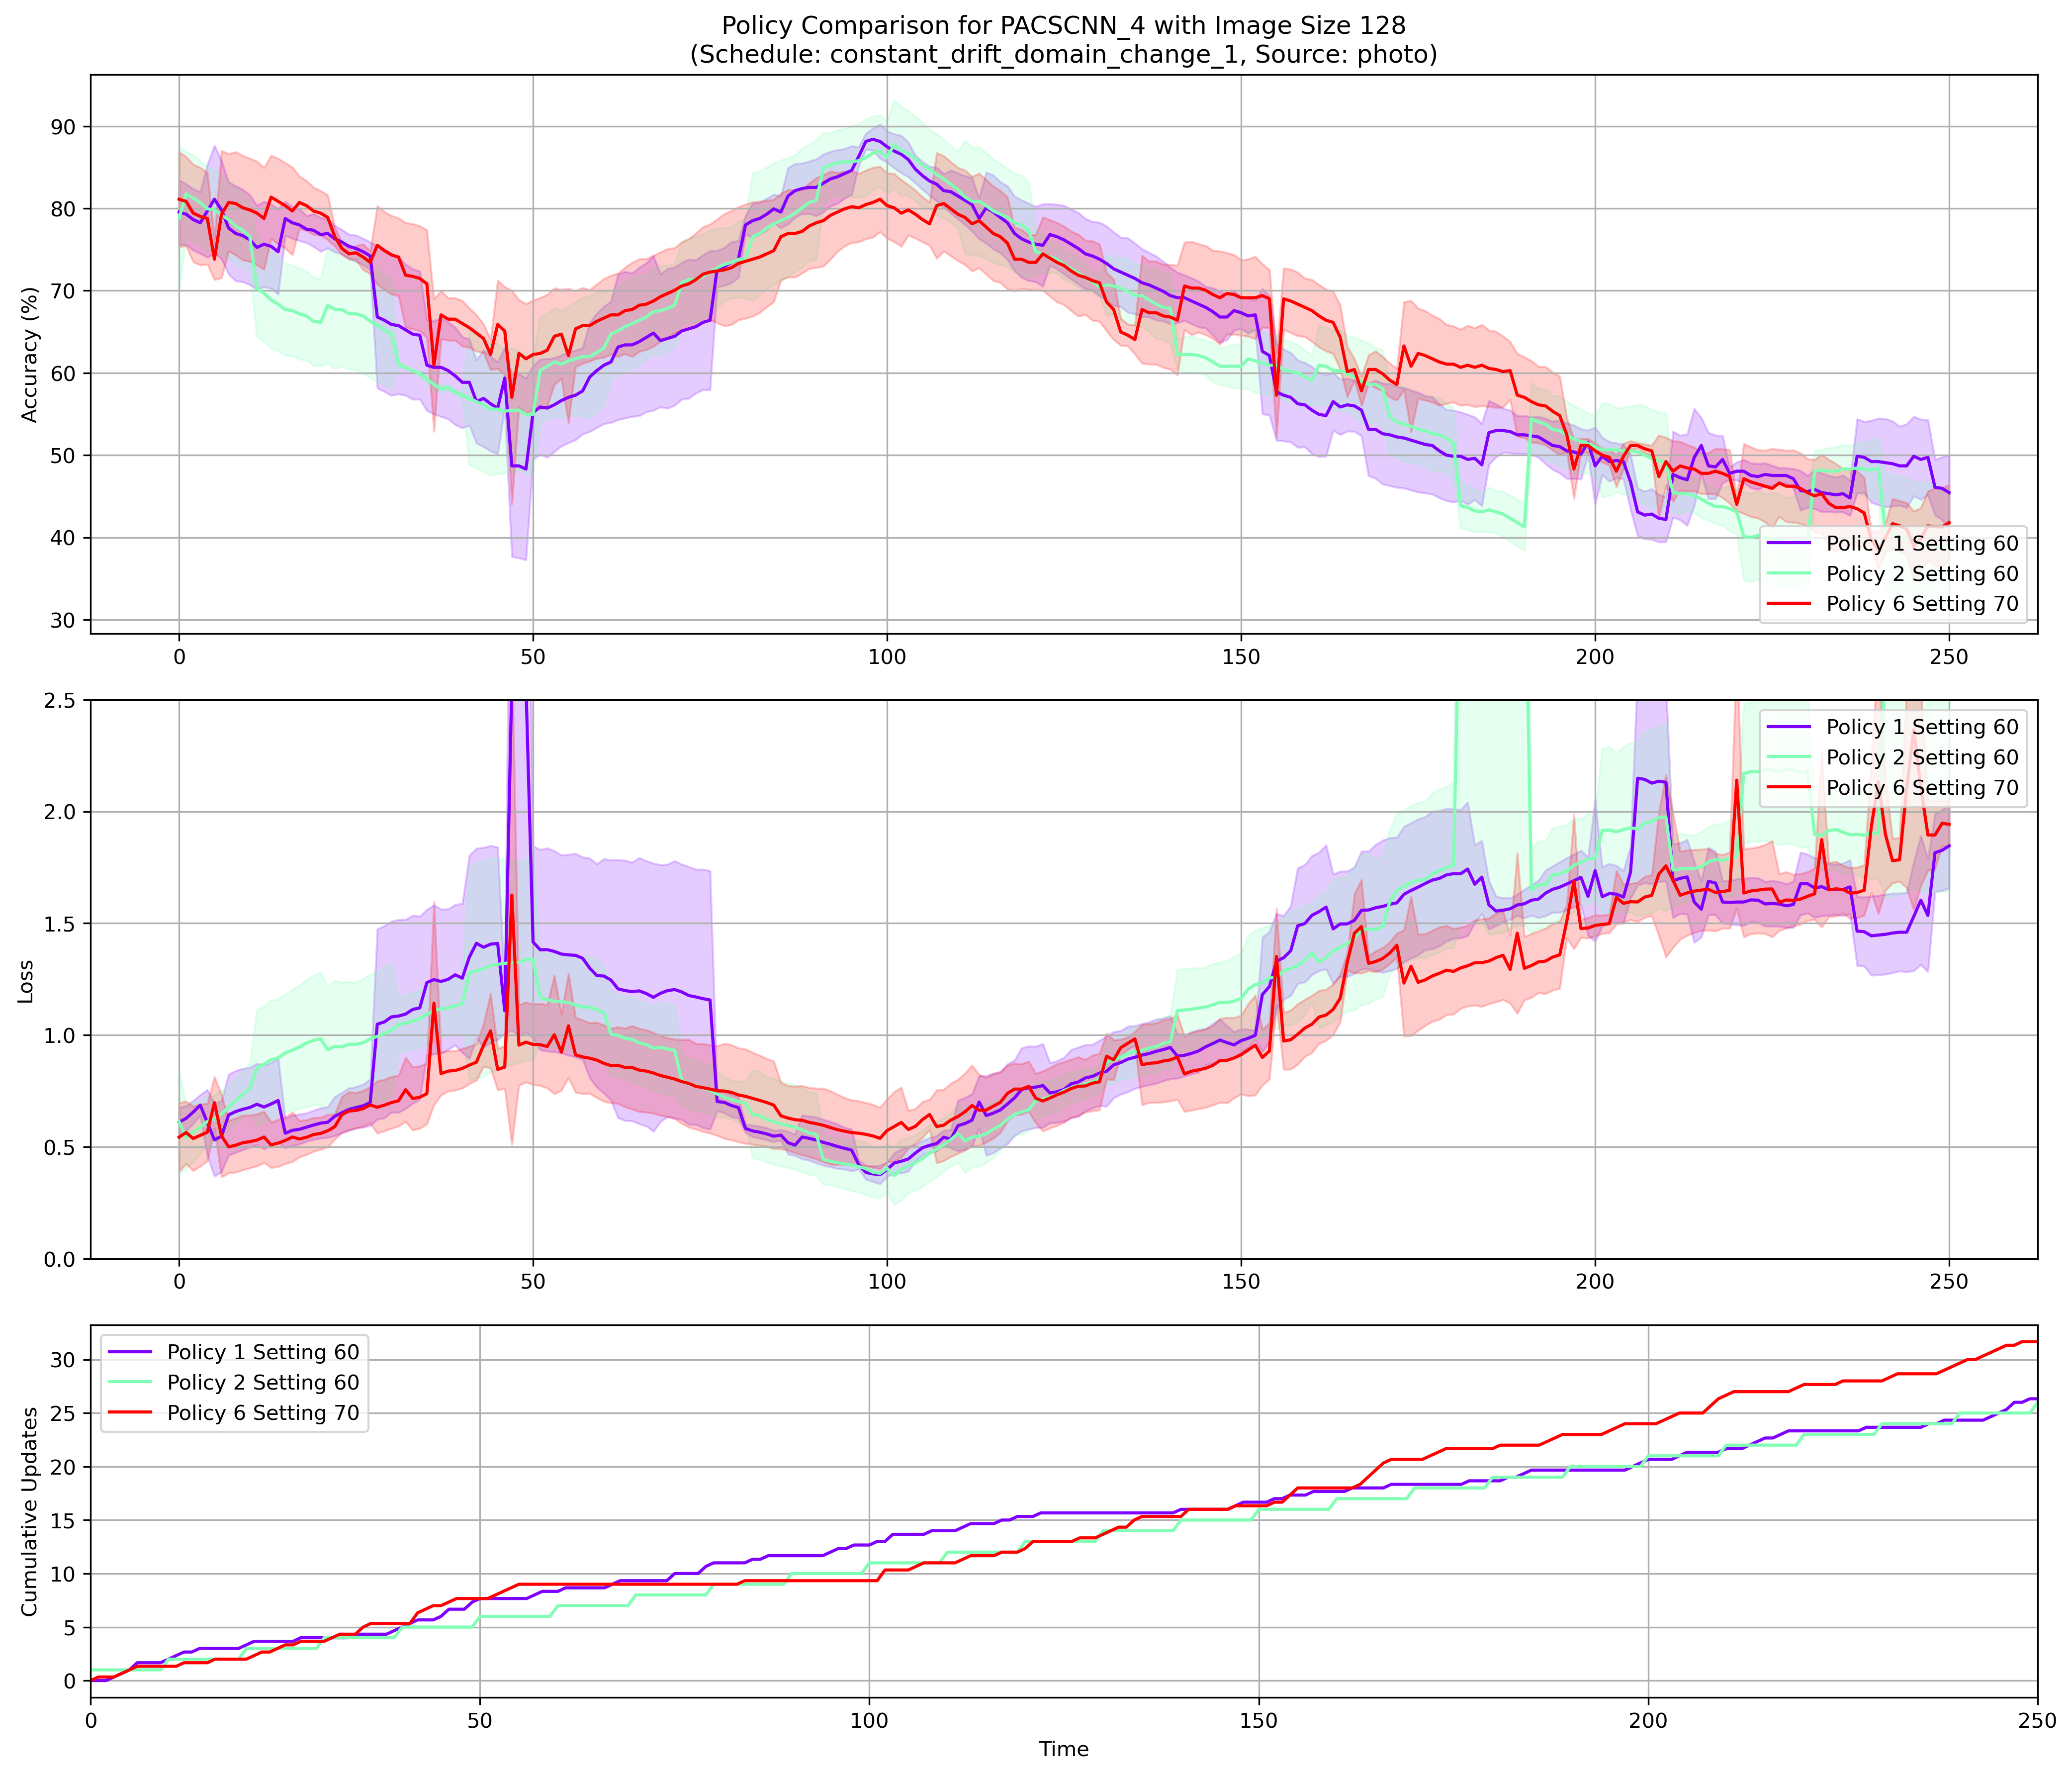 Policy Comparison for PACSCNN_4 with Image Size 128
(Schedule: constant_drift_domain_change_1, Source: photo)
Accuracy (%)
90
80
70
60
50
40
30
0 50 100 150 200 250
Policy 1 Setting 60
Policy 2 Setting 60
Policy 6 Setting 70
Loss
2.5
2.0
1.5
1.0
0.5
0.0
0 50 100 150 200 250
Policy 1 Setting 60
Policy 2 Setting 60
Policy 6 Setting 70
Cumulative Updates
30
25
20
15
10
5
0
0 50 100 150 200 250
Policy 1 Setting 60
Policy 2 Setting 60
Policy 6 Setting 70
Time